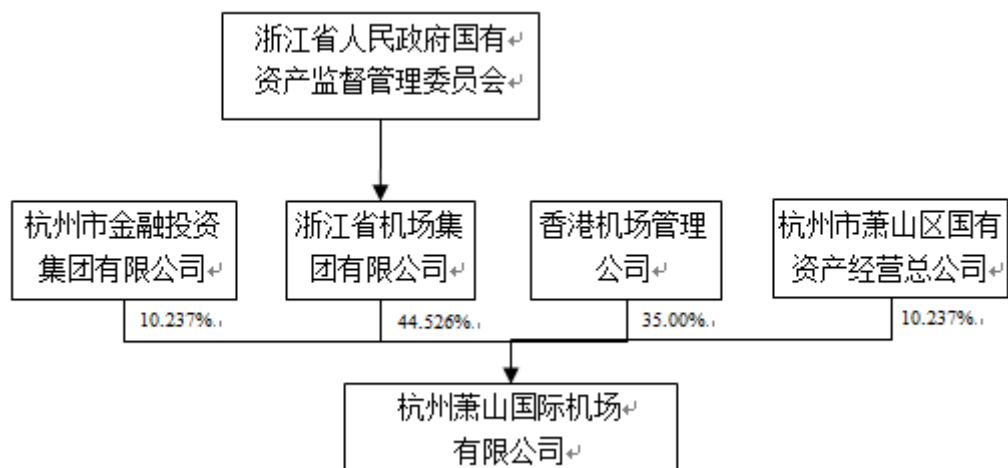 浙江省人民政府国有
资产监督管理委员会
杭州市金融投资
集团有限公司
浙江省机场集
团有限公司
香港机场管理
公司
杭州市萧山区国有
资产经营总公司
10.237%
44.526%
35.00%
10.237%
杭州萧山国际机场
有限公司